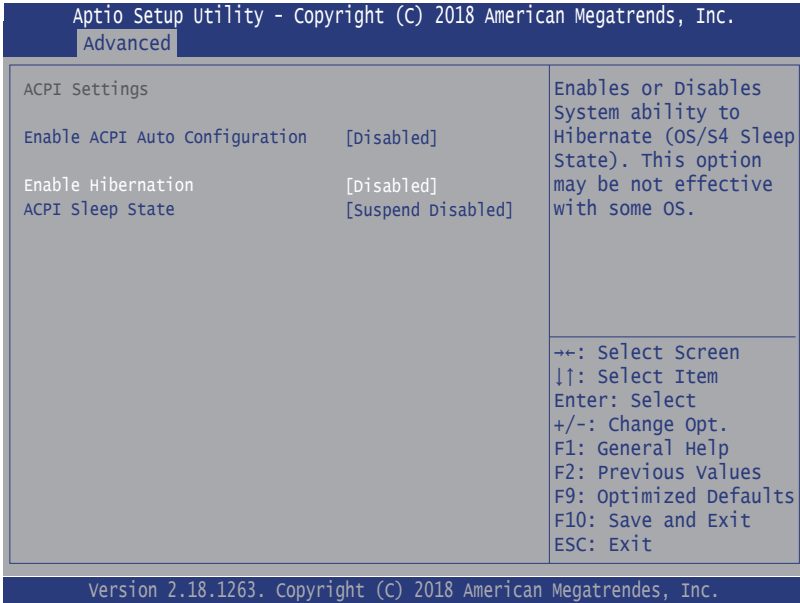 Aptio Setup Utility - Copyright (C) 2018 American Megatrends, Inc.
Advanced
ACPI Settings
Enable ACPI Auto Configuration [Disabled]
Enable Hibernation [Disabled]
ACPI Sleep State [Suspend Disabled]
Enables or Disables
System ability to
Hibernate (OS/S4 Sleep
State). This option
may be not effective
with some OS.
→←: Select Screen
↓↑: Select Item
Enter: Select
+/-: Change Opt.
F1: General Help
F2: Previous Values
F9: Optimized Defaults
F10: Save and Exit
ESC: Exit
Version 2.18.1263. Copyright (C) 2018 American Megatrendes, Inc.